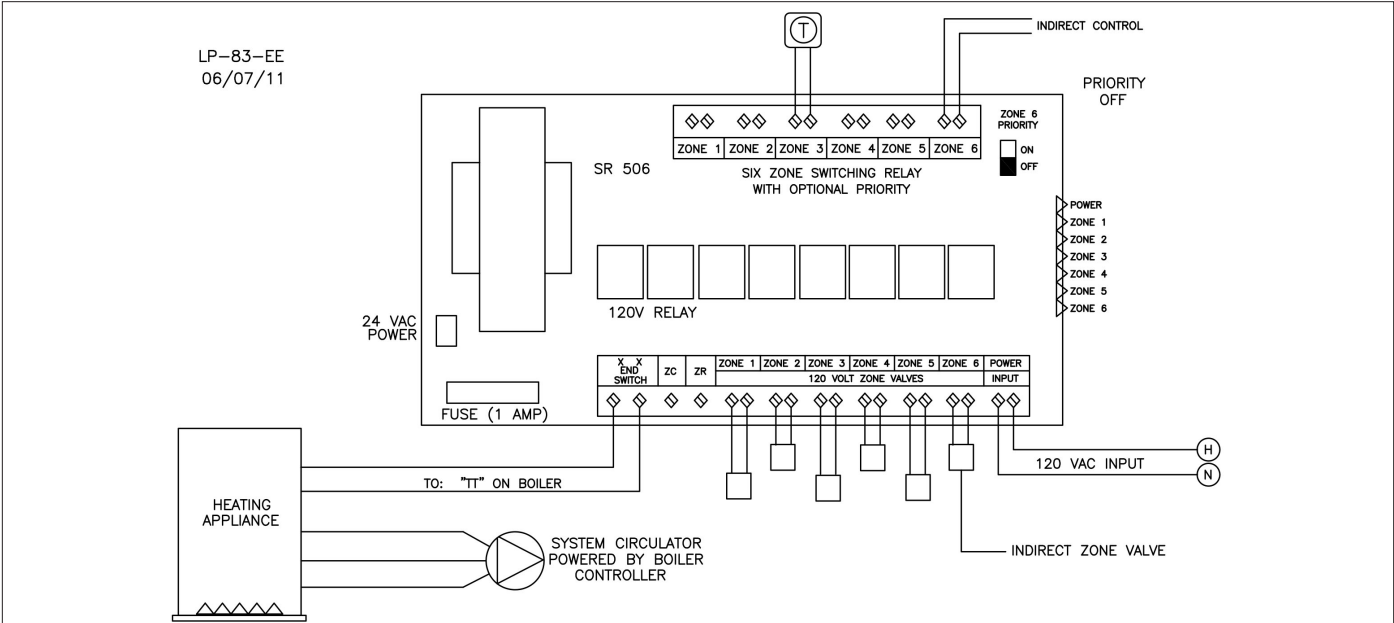 LP-83-EE
06/07/11
T
INDIRECT CONTROL
PRIORITY
OFF
ZONE 6
PRIORITY
ON
OFF
ZONE 1 ZONE 2 ZONE 3 ZONE 4 ZONE 5 ZONE 6
SR 506
SIX ZONE SWITCHING RELAY
WITH OPTIONAL PRIORITY
POWER
ZONE 1
ZONE 2
ZONE 3
ZONE 4
ZONE 5
ZONE 6
120V RELAY
24 VAC
POWER
FUSE (1 AMP)
X X
END
SWITCH
ZC
ZR
ZONE 1 ZONE 2 ZONE 3 ZONE 4 ZONE 5 ZONE 6 POWER
120 VOLT ZONE VALVES INPUT
H
120 VAC INPUT
N
TO: "TT" ON BOILER
HEATING
APPLIANCE
SYSTEM CIRCULATOR
POWERED BY BOILER
CONTROLLER
INDIRECT ZONE VALVE